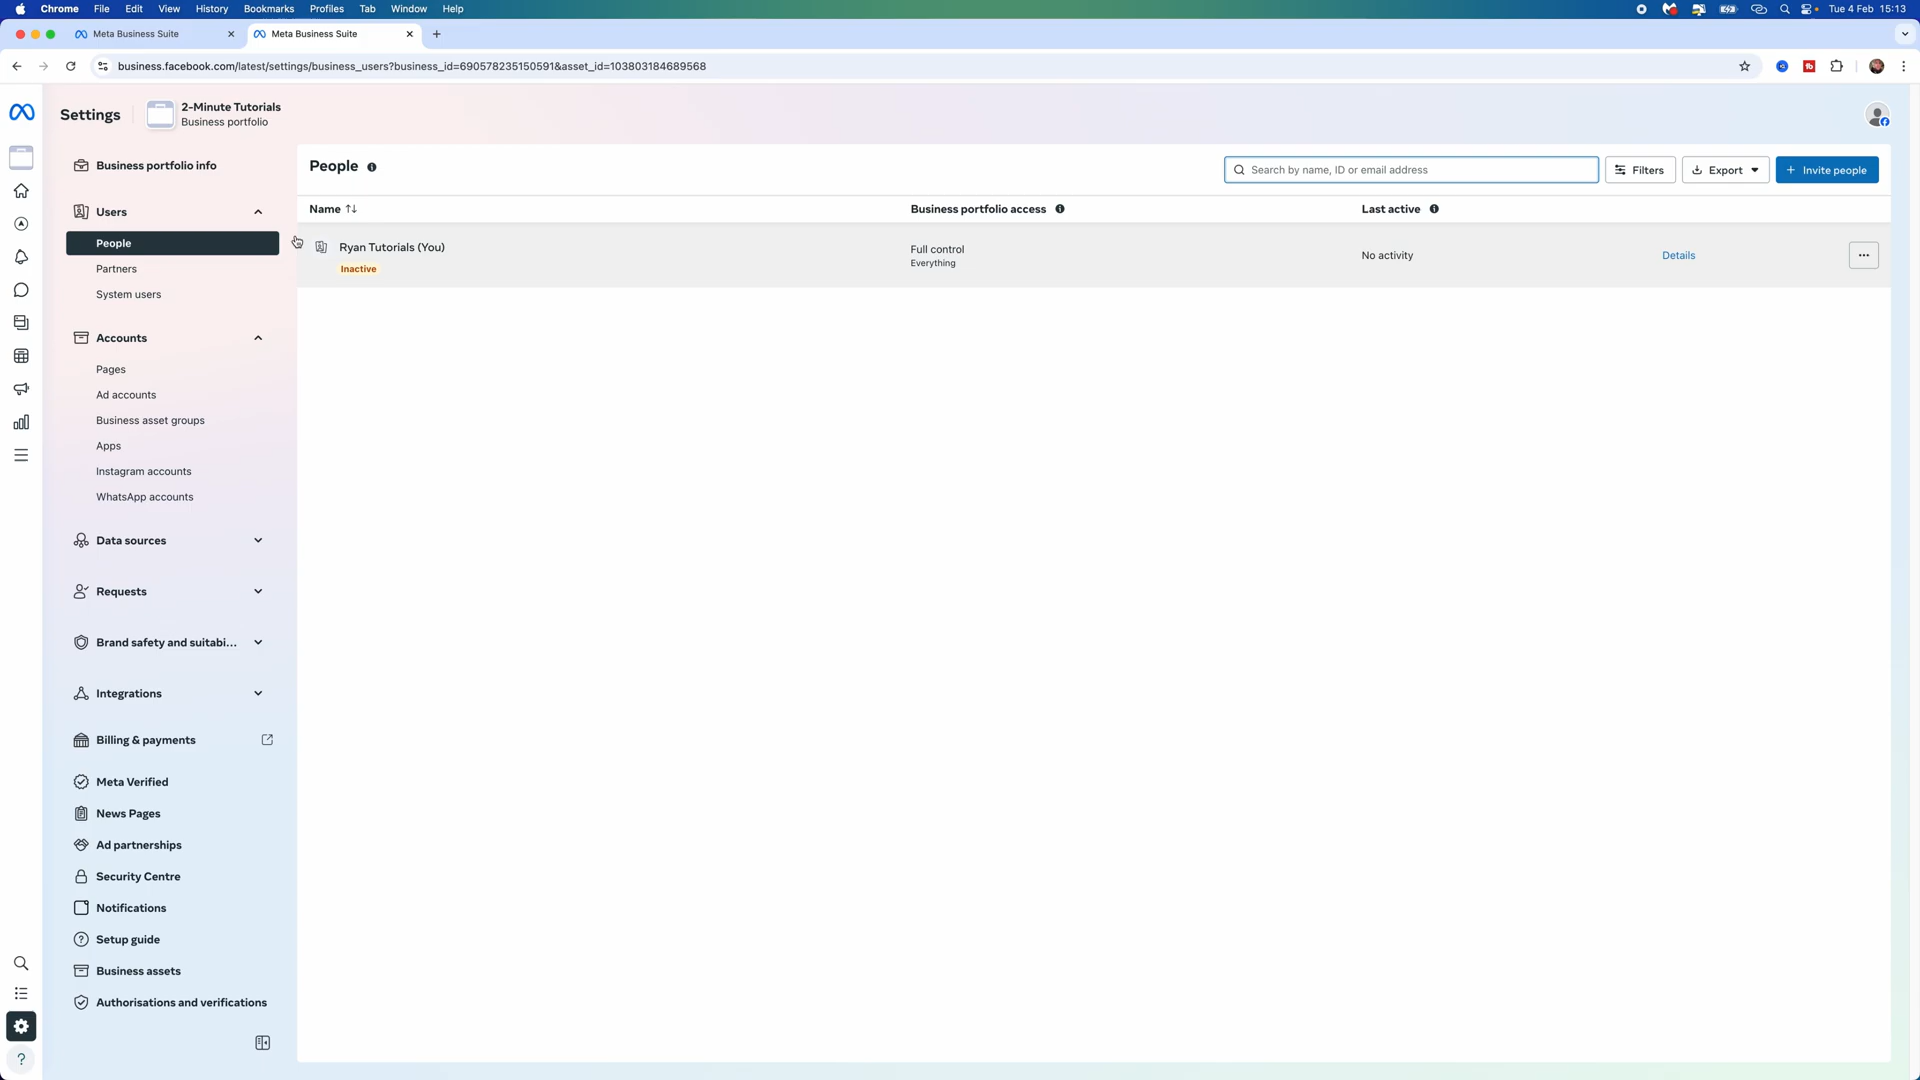 Chrome File Edit View History Bookmarks Profiles Tab Window Help Tue 4 Feb 15:13
Meta Business Suite Meta Business Suite
business.facebook.com/latest/settings/business_users?business_id=690578235150591&asset_id=103803184689568
Settings
2-Minute Tutorials
Business portfolio
Business portfolio info
Users
People
Partners
System users
Accounts
Pages
Ad accounts
Business asset groups
Apps
Instagram accounts
WhatsApp accounts
Data sources
Requests
Brand safety and suitabi...
Integrations
Billing & payments
Meta Verified
News Pages
Ad partnerships
Security Centre
Notifications
Setup guide
Business assets
Authorisations and verifications
People
Search by name, ID or email address
Filters
Export
+ Invite people
Name Business portfolio access Last active
Ryan Tutorials (You)
Inactive
Full control
Everything
No activity
Details